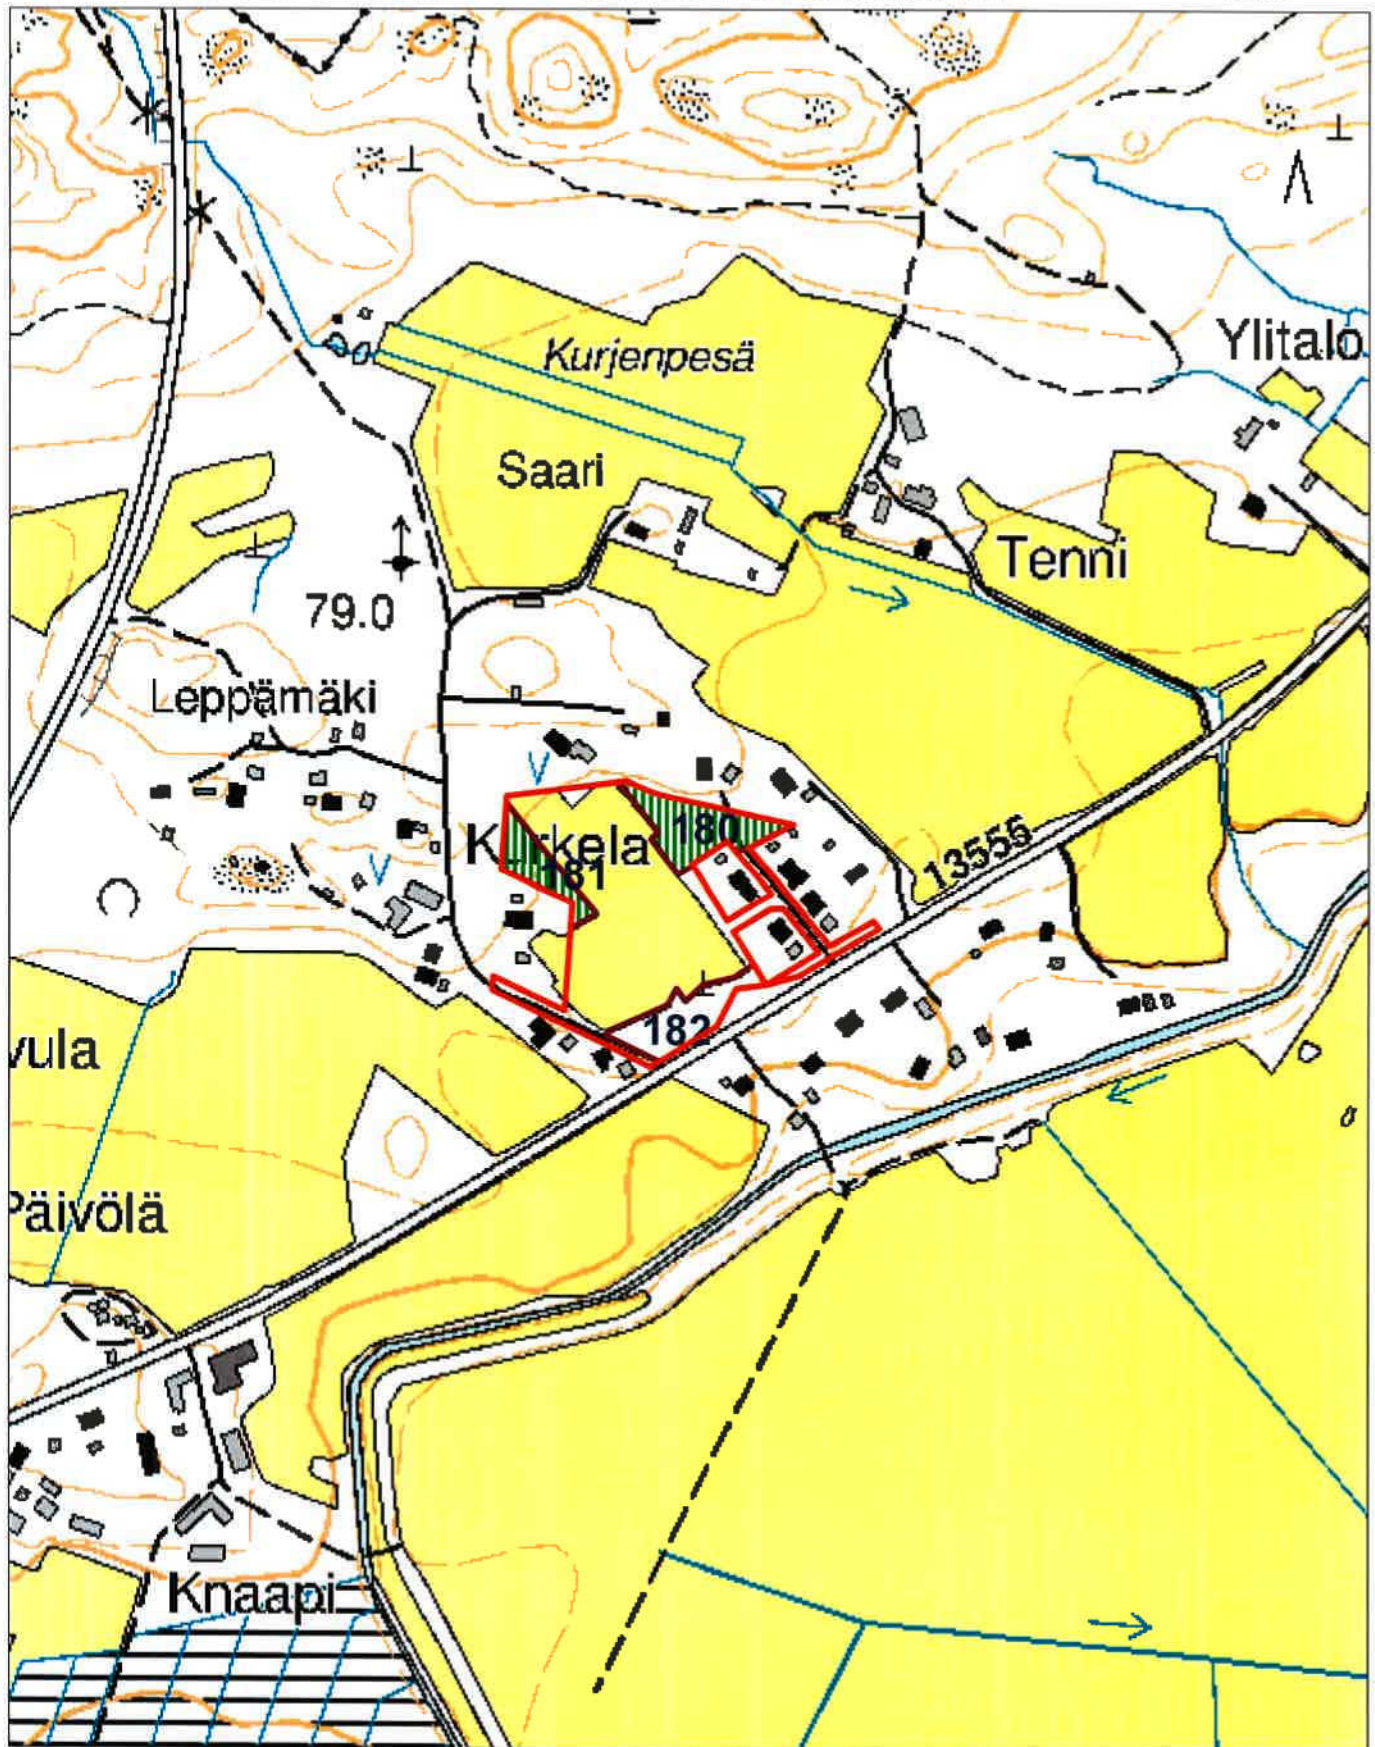 Ylitalo
Kurjenpesä
Saari
Tenni
79.0
Leppämäki
180
13555
181
182
vula
Päivölä
Knaapi